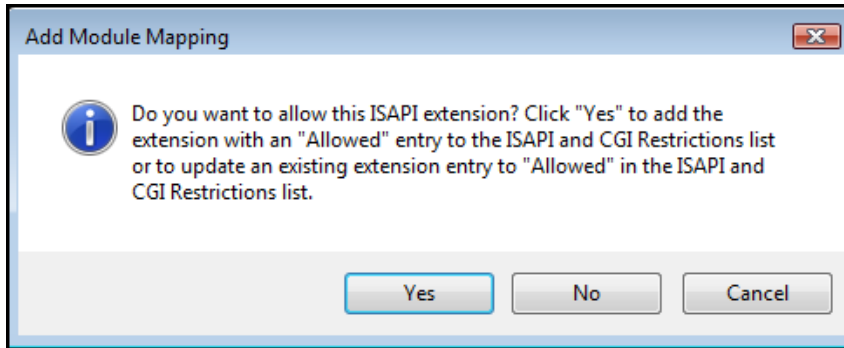 Add Module Mapping
Do you want to allow this ISAPI extension? Click "Yes" to add the
extension with an "Allowed" entry to the ISAPI and CGI Restrictions list
or to update an existing extension entry to "Allowed" in the ISAPI and
CGI Restrictions list.
Yes No Cancel